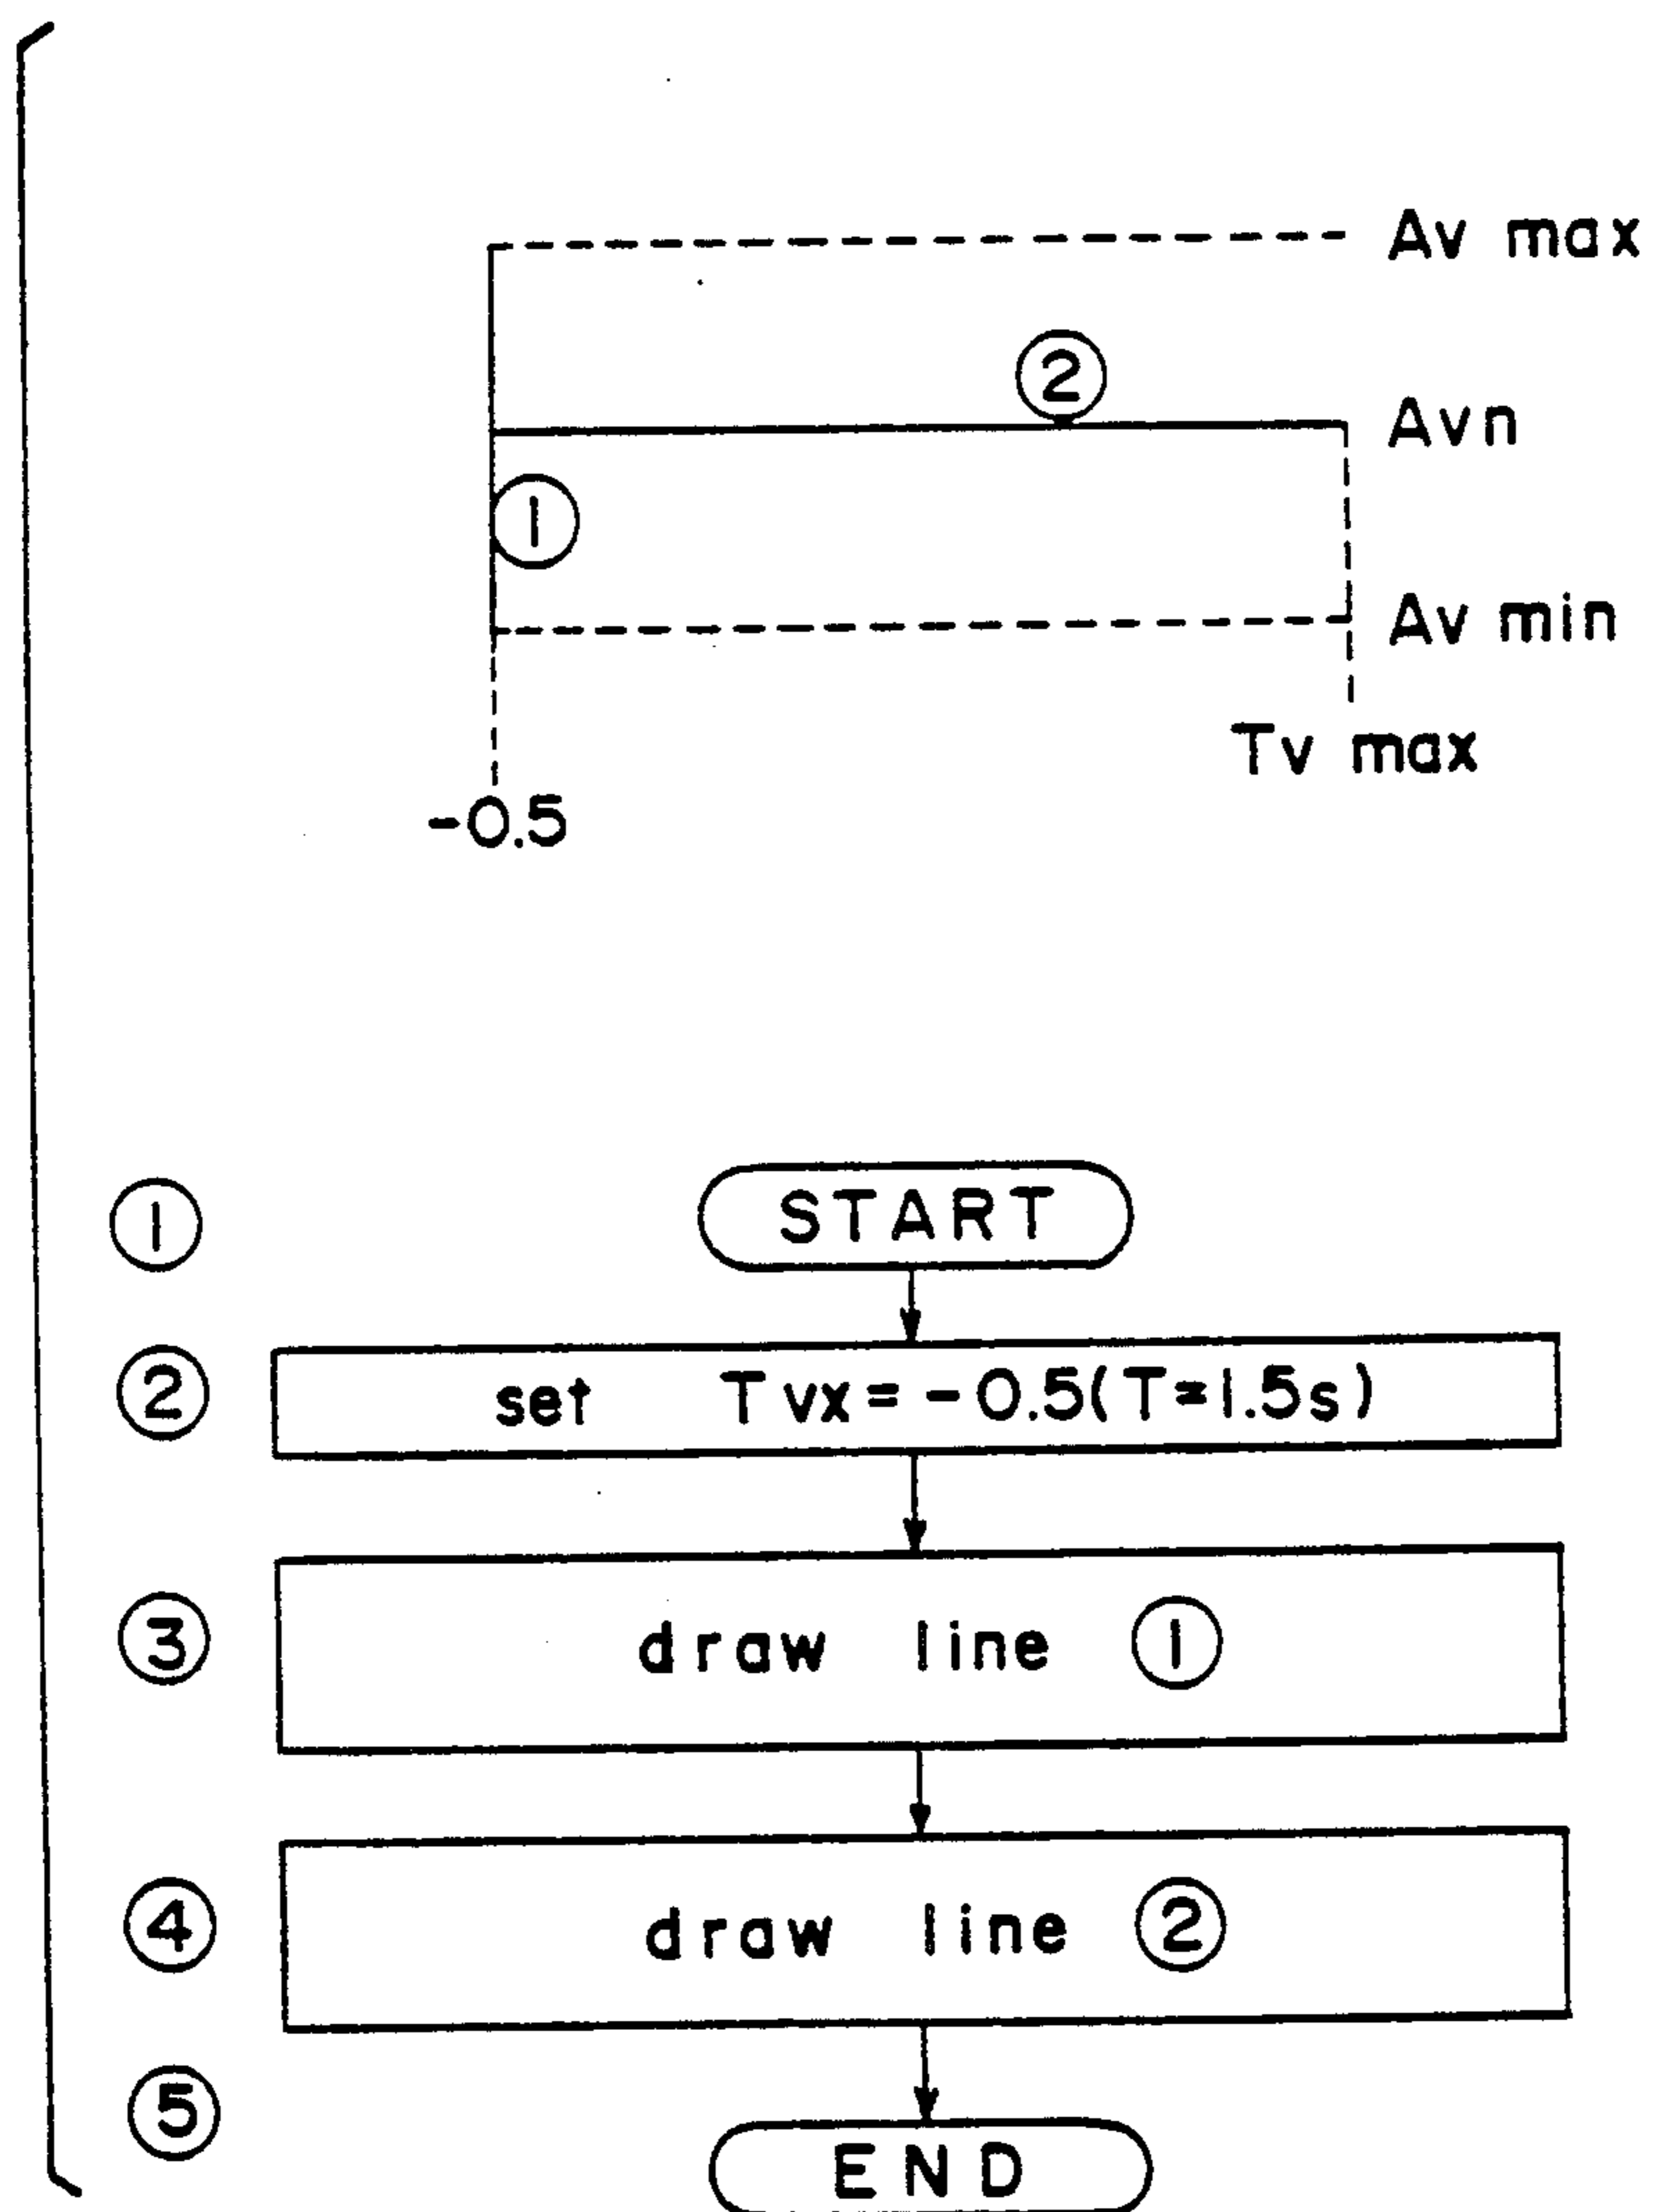 Av max
②
Avn
①
Av min
Tv max
-0.5
① START
② set Tvx=-0.5(T=1.5s)
③ draw line ①
④ draw line ②
⑤
END